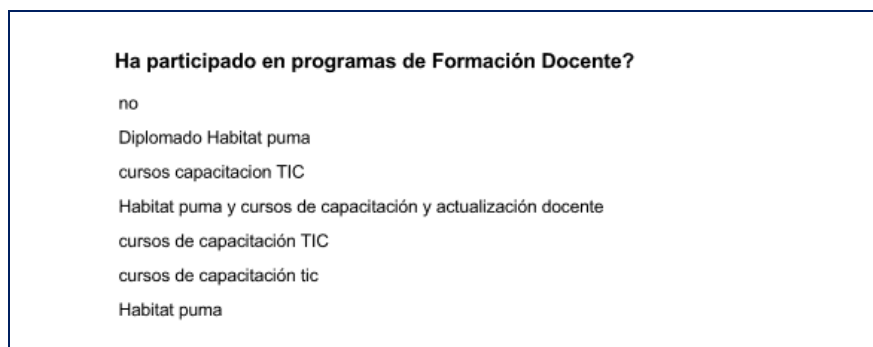 Ha participado en programas de Formación Docente?
no
Diplomado Habitat puma
cursos capacitacion TIC
Habitat puma y cursos de capacitación y actualización docente
cursos de capacitación TIC
cursos de capacitación tic
Habitat puma